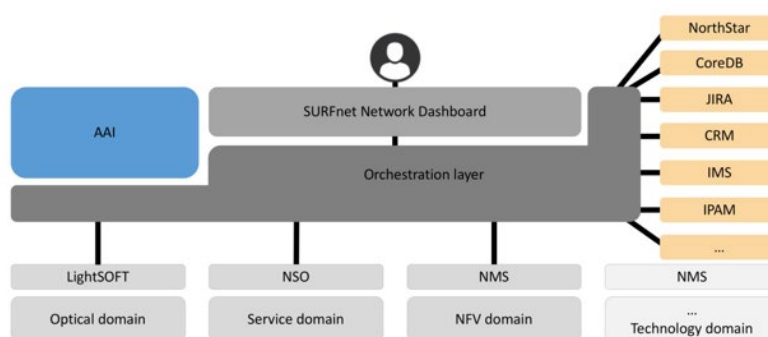 NorthStar
CoreDB
AAI
SURFnet Network Dashboard
JIRA
CRM
Orchestration layer
IMS
IPAM
...
LightSOFT
NSO
NMS
NMS
Optical domain
Service domain
NFV domain
...
Technology domain